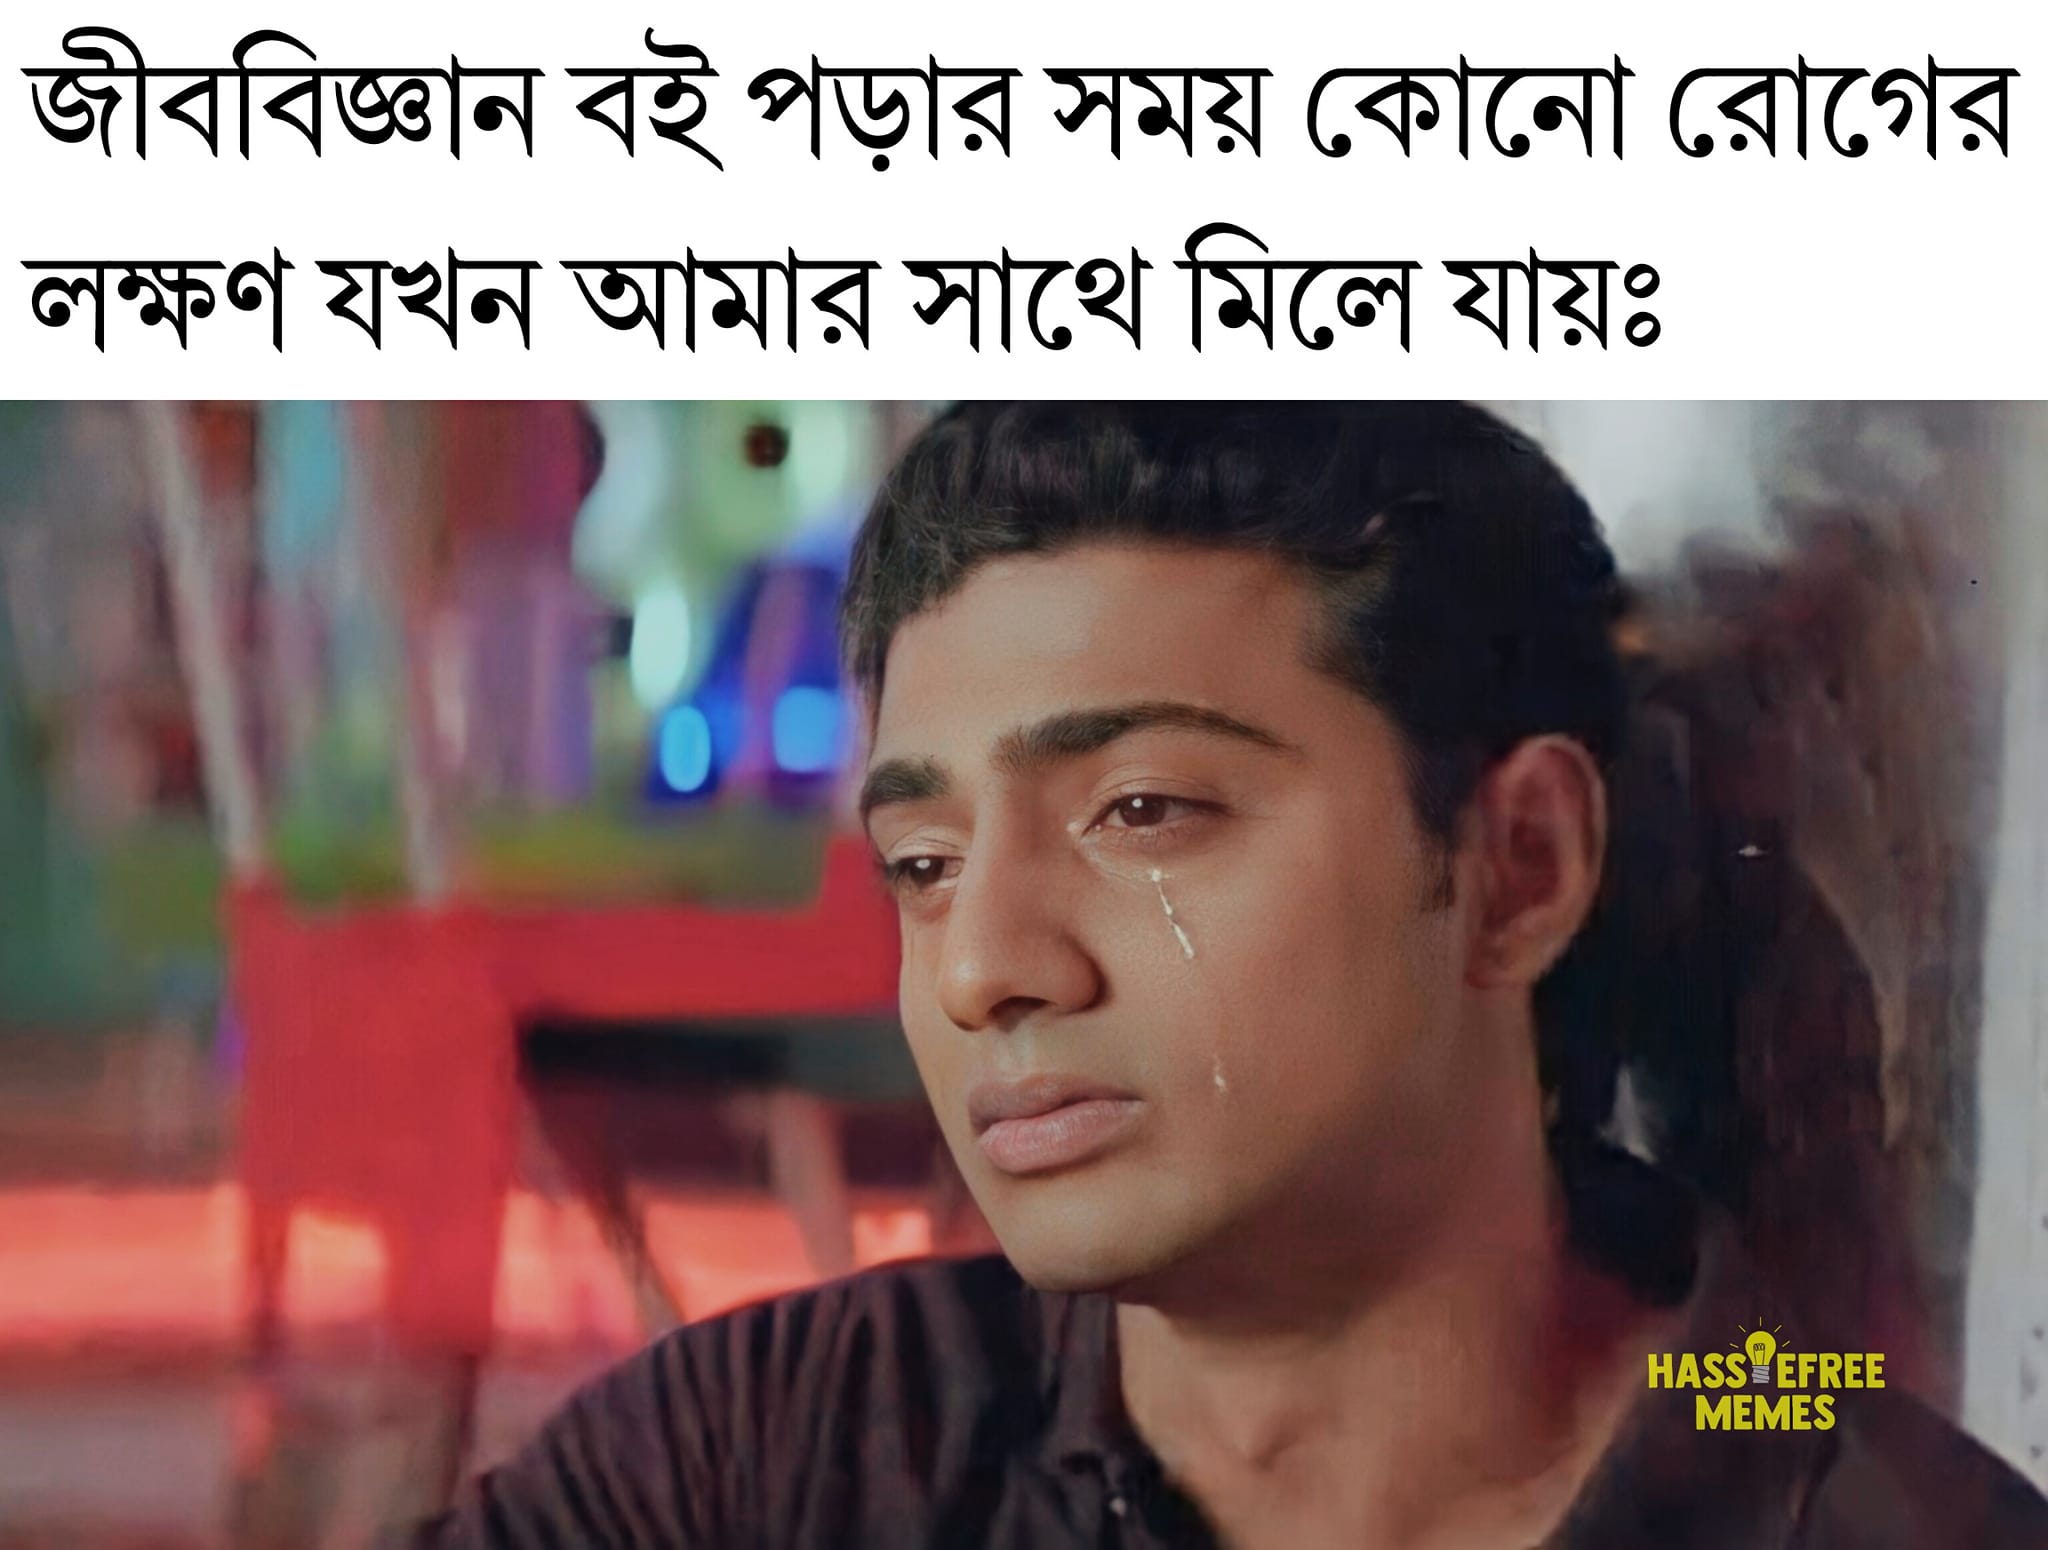 জীববিজ্ঞান বই পড়ার সময় কোনো রোগের
লক্ষণ যখন আমার সাথে মিলে যায়ঃ
HASSLEFREE
MEMES